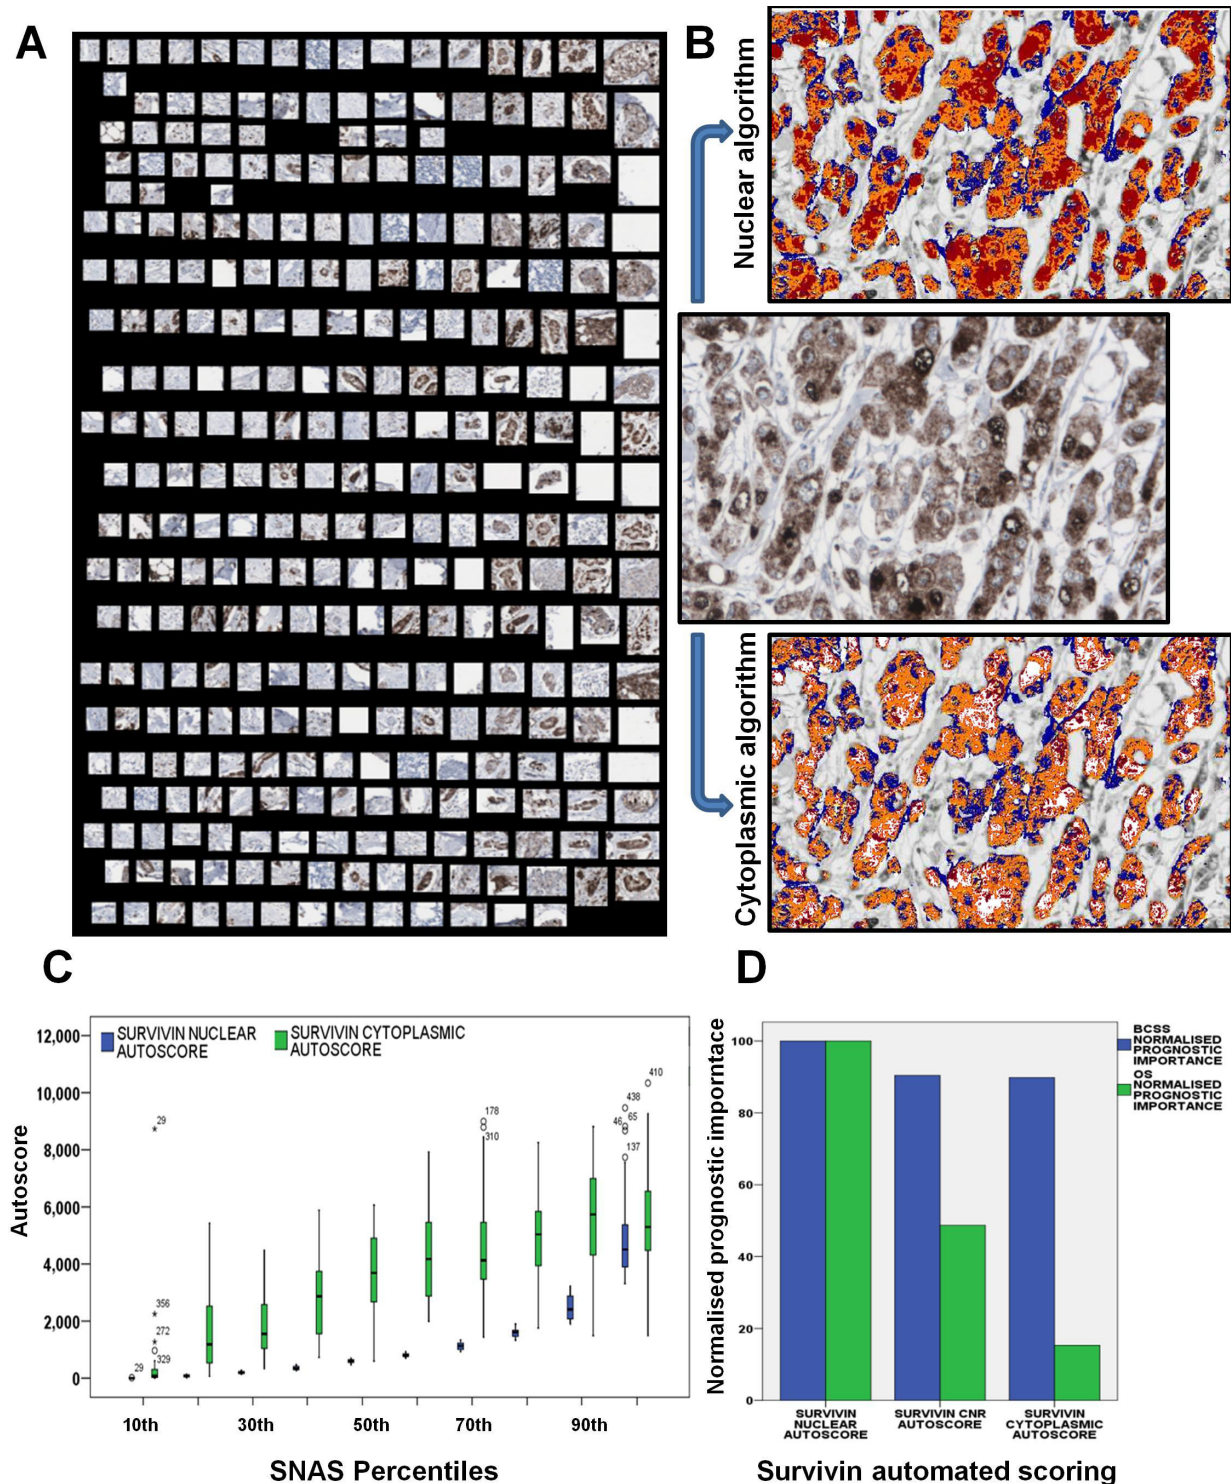 A
B
Nuclear algorithm
Cytoplasmic algorithm
C
D
SURVIVIN NUCLEAR
AUTOSCORE
SURVIVIN CYTOPLASMIC
AUTOSCORE
Autoscore
12,000
10,000
8,000
6,000
4,000
2,000
0
29
356
272
329
29
178
310
438
46
65
137
410
10th
30th
50th
70th
90th
SNAS Percentiles
Normalised prognostic imporntace
100
80
60
40
20
0
BCSS
NORMALISED
PROGNOSTIC
IMPORTANCE
OS
NORMALISED
PROGNOSTIC
IMPORTANCE
SURVIVIN
NUCLEAR
AUTOSCORE
SURVIVIN CNR
AUTOSCORE
SURVIVIN
CYTOPLASMIC
AUTOSCORE
Survivin automated scoring